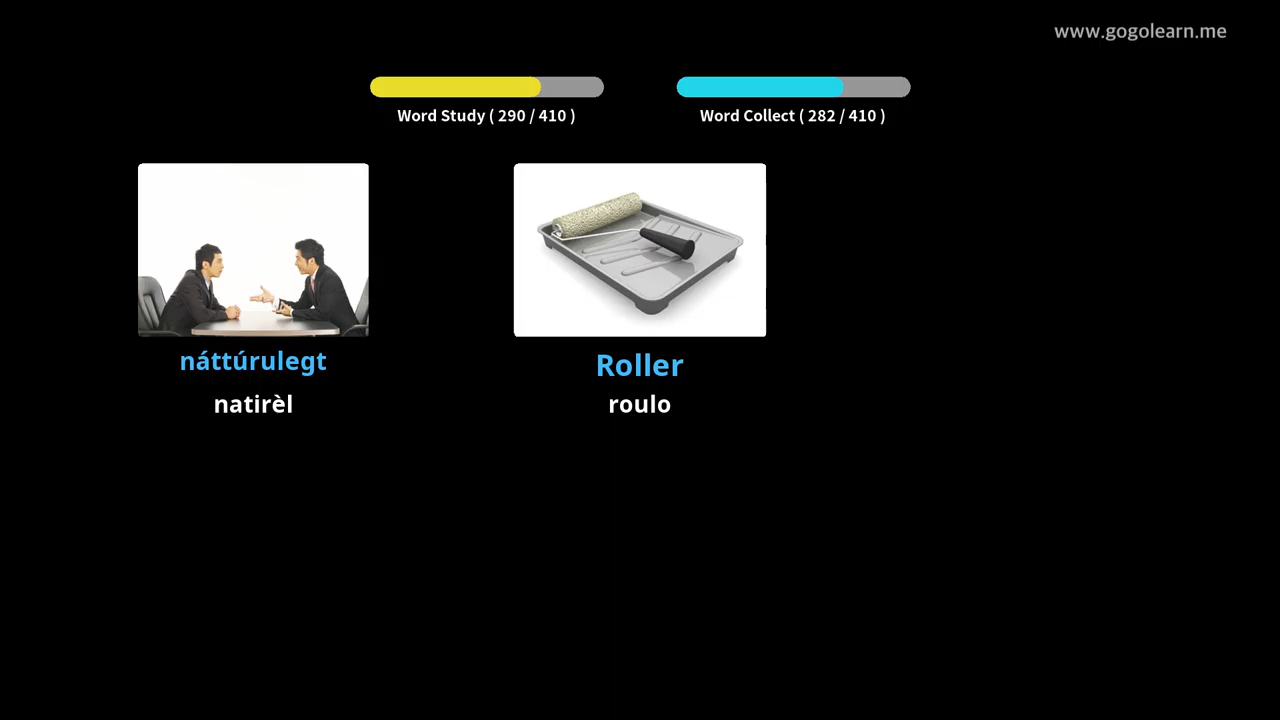 www.gogolearn.me
Word Study ( 290 / 410 )
Word Collect ( 282 / 410 )
náttúrulegt
natirèl
Roller
roulo